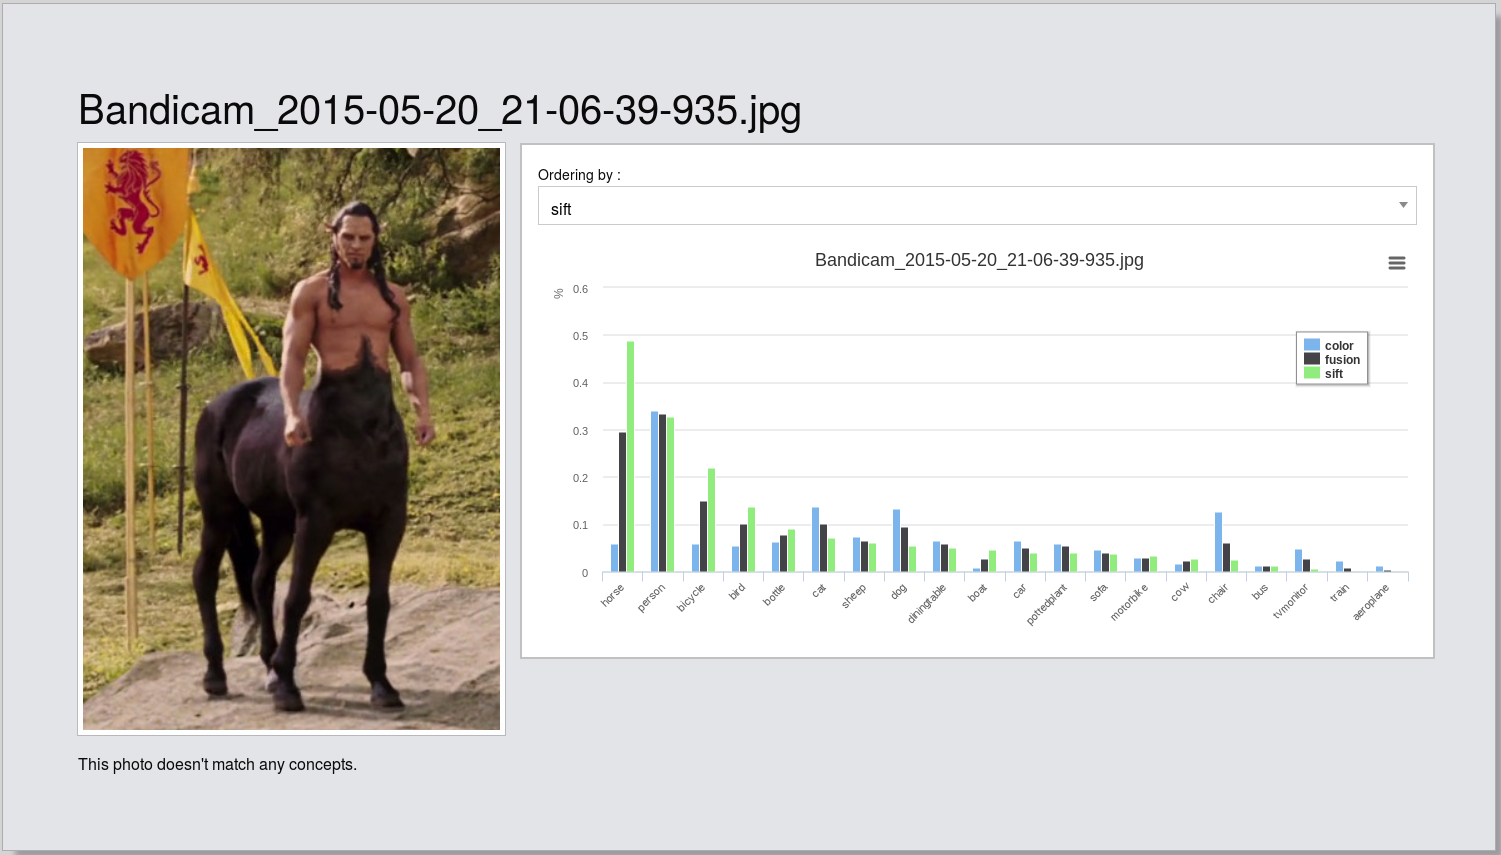 Bandicam_2015-05-20_21-06-39-935.jpg
Ordering by :
sift
Bandicam_2015-05-20_21-06-39-935.jpg
%
0.6
0.5
0.4
0.3
0.2
0.1
0
color
fusion
sift
horse
person
bicycle
bird
bottle
cat
sheep
dog
diningtable
boat
car
pottedplant
sofa
motorbike
cow
chair
bus
tvmonitor
train
aeroplane
This photo doesn't match any concepts.